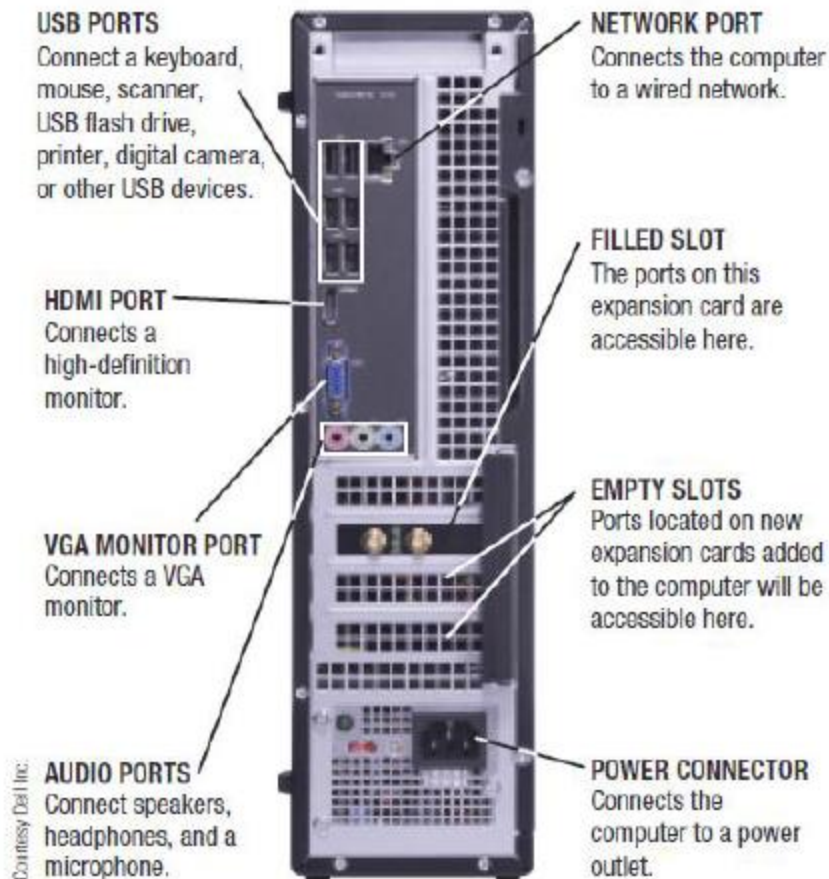 USB PORTS
Connect a keyboard,
mouse, scanner,
USB flash drive,
printer, digital camera,
or other USB devices.
HDMI PORT
Connects a
high-definition
monitor.
VGA MONITOR PORT
Connects a VGA
monitor.
AUDIO PORTS
Connect speakers,
headphones, and a
microphone.
NETWORK PORT
Connects the computer
to a wired network.
FILLED SLOT
The ports on this
expansion card are
accessible here.
EMPTY SLOTS
Ports located on new
expansion cards added
to the computer will be
accessible here.
POWER CONNECTOR
Connects the
computer to a power
outlet.
Courtesy Dell Inc.